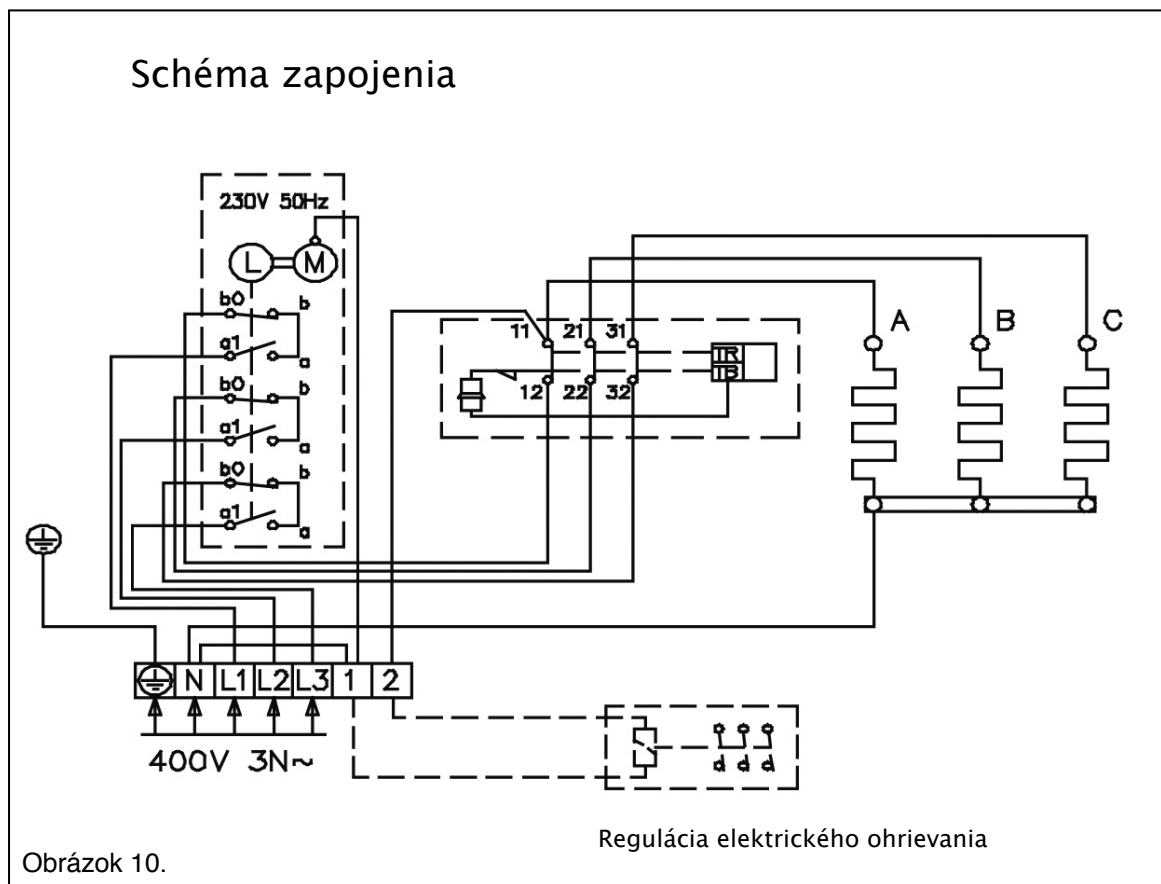 Schéma zapojenia
230V 50Hz
L M
b0 b
a1 a
b0 b
a1 a
b0 b
a1 a
11 21 31
TR
TB
12 22 32
A B C
N L1 L2 L3 1 2
400V 3N~
Regulácia elektrického ohrievania
Obrázok 10.